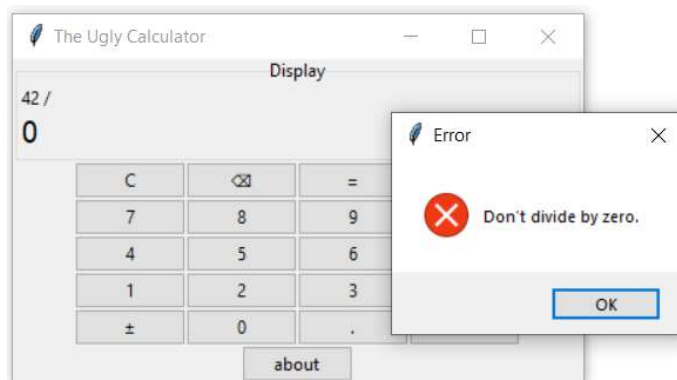 The Ugly Calculator
Display
42 /
0
Error
Don't divide by zero.
OK
C ⌫ =
7 8 9
4 5 6
1 2 3
± 0 .
about